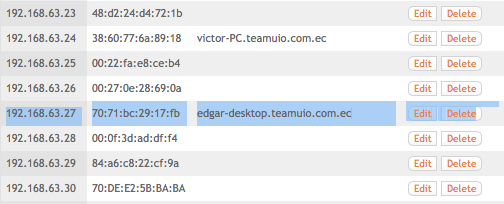 192.168.63.23 48:d2:24:d4:72:1b Edit Delete
192.168.63.24 38:60:77:6a:89:18 victor-PC.teamuio.com.ec Edit Delete
192.168.63.25 00:22:fa:e8:ce:b4 Edit Delete
192.168.63.26 00:27:0e:28:69:0a Edit Delete
192.168.63.27 70:71:bc:29:17:fb edgar-desktop.teamuio.com.ec Edit Delete
192.168.63.28 00:0f:3d:ad:df:f4 Edit Delete
192.168.63.29 84:a6:c8:22:cf:9a Edit Delete
192.168.63.30 70:DE:E2:5B:BA:BA Edit Delete